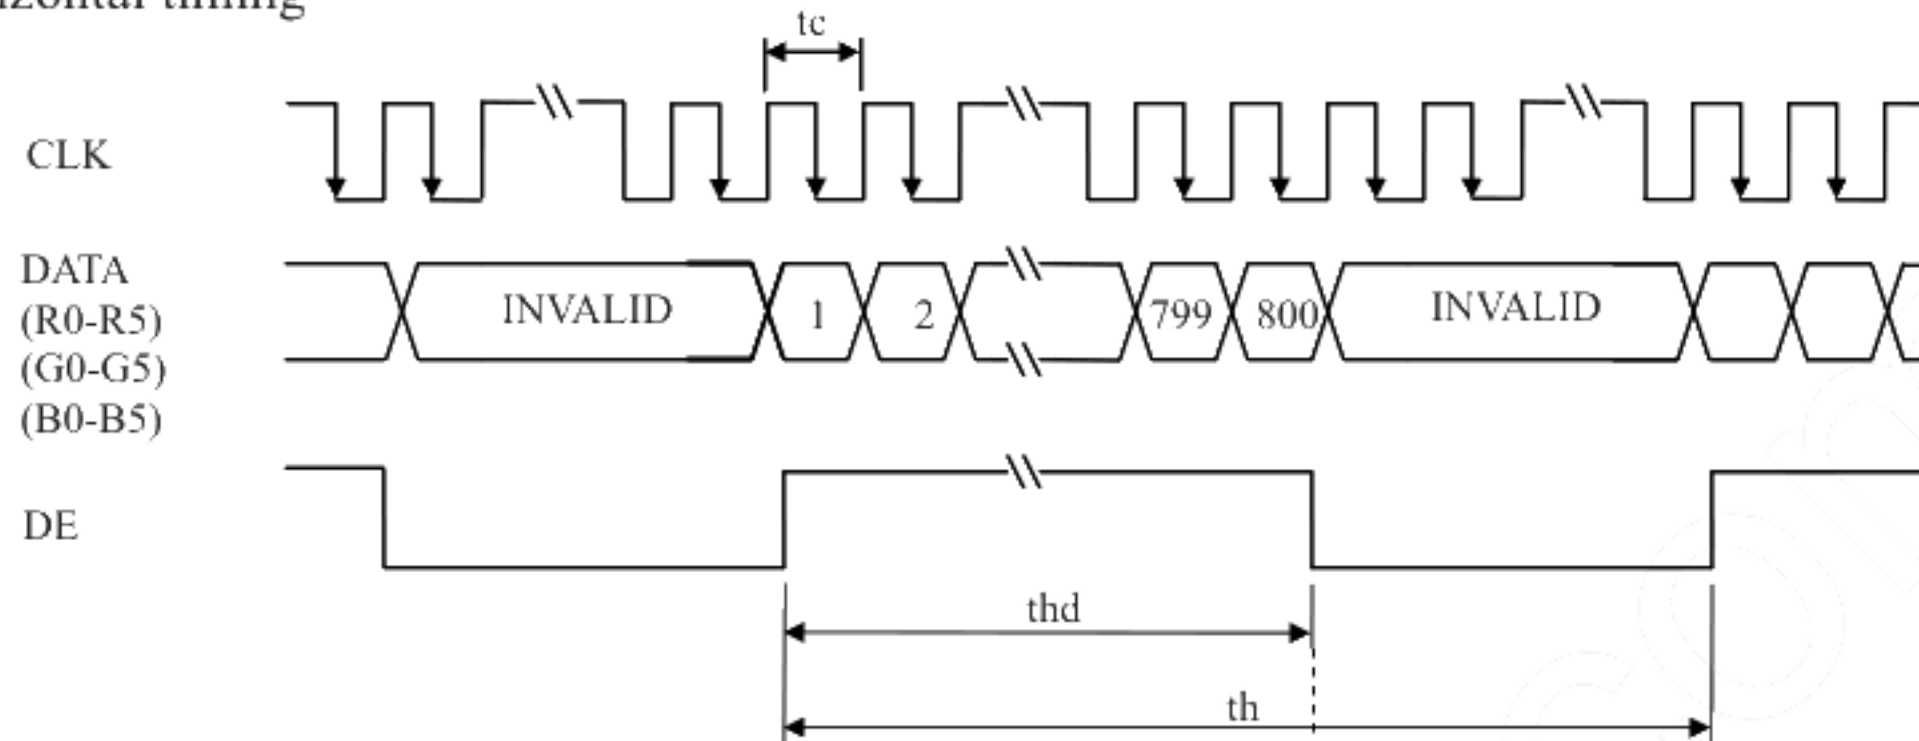 tc
CLK
DATA
(R0-R5)
(G0-G5)
(B0-B5)
INVALID 1 2 799 800 INVALID
DE
thd
th